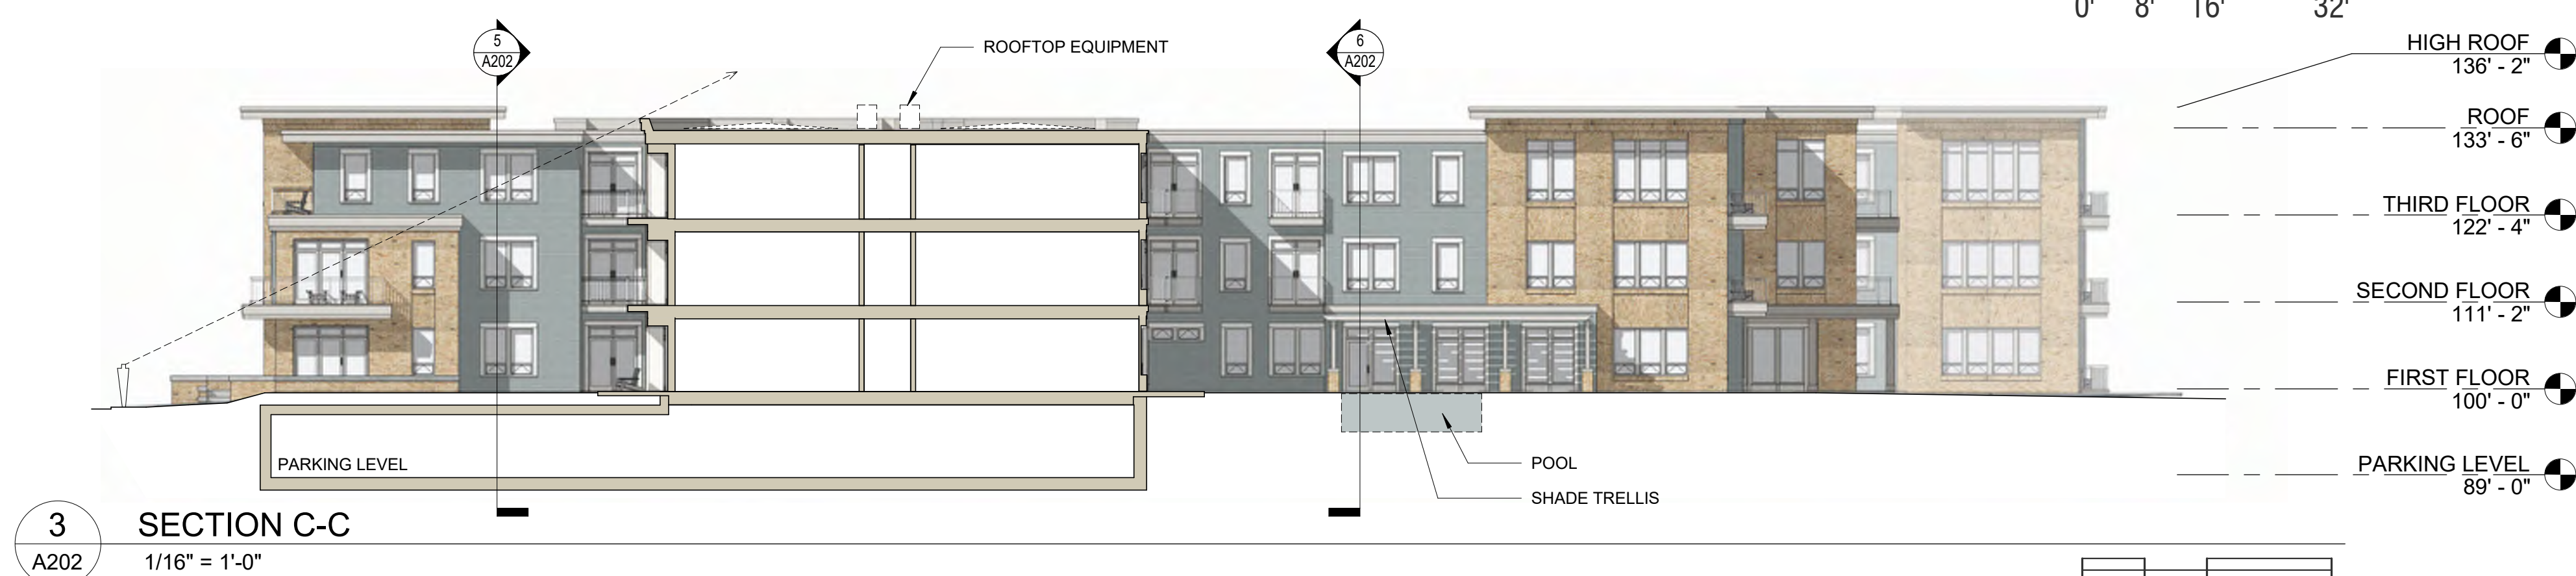 0' 8' 16' 32'
5
A202
ROOFTOP EQUIPMENT
6
A202
HIGH ROOF
136' - 2"
ROOF
133' - 6"
THIRD FLOOR
122' - 4"
SECOND FLOOR
111' - 2"
FIRST FLOOR
100' - 0"
PARKING LEVEL
POOL
PARKING LEVEL
89' - 0"
SHADE TRELLIS
3
A202
SECTION C-C
1/16" = 1'-0"